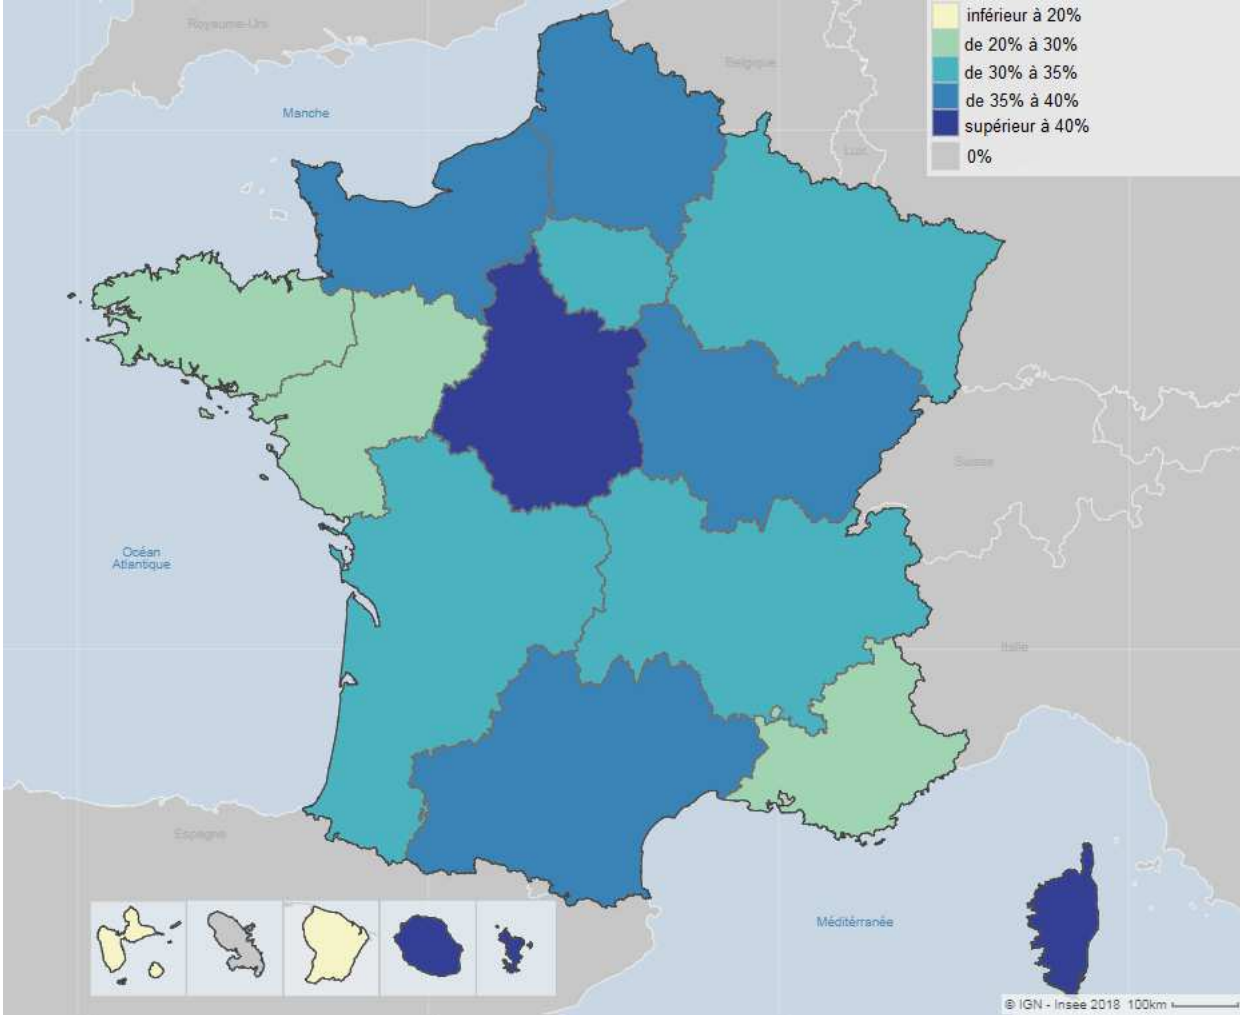 Royaume-Uni
inférieur à 20%
de 20% à 30%
Belgique
de 30% à 35%
de 35% à 40%
Manche
supérieur à 40%
Lux.
0%
Suisse
Océan
Atlantique
Italie
Espagne
Méditérranée
© IGN - Insee 2018 100km